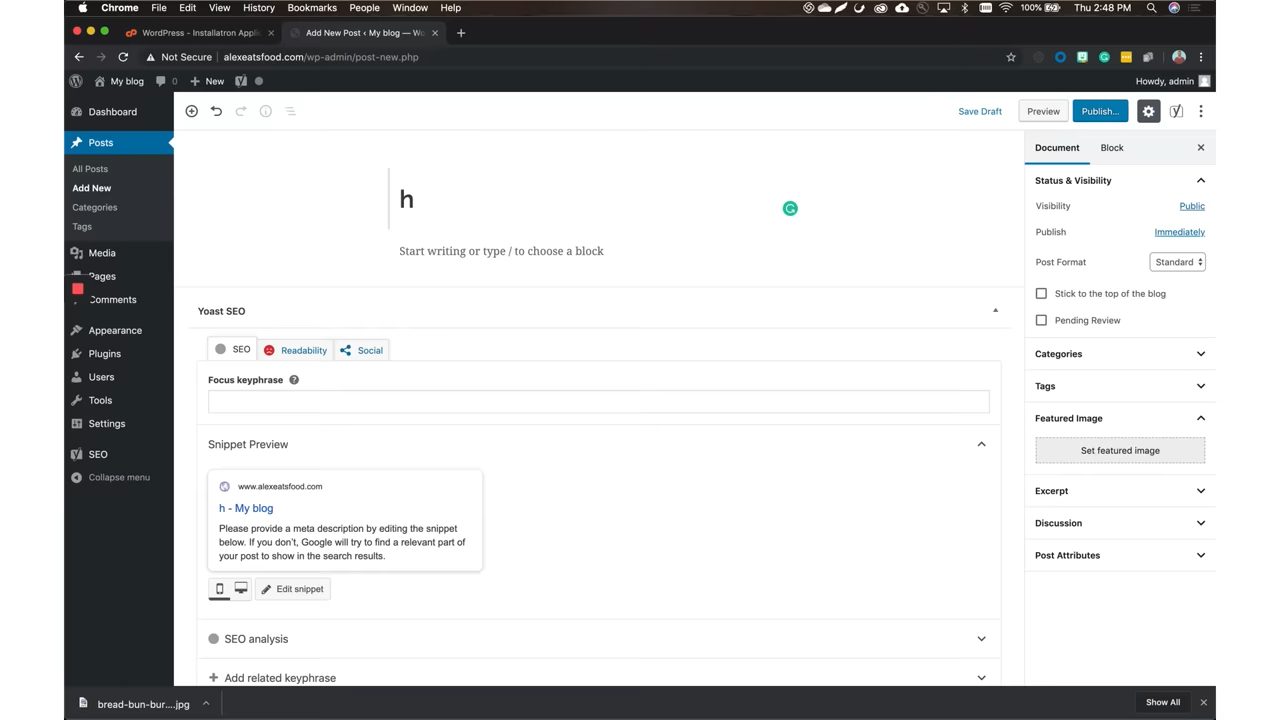 Chrome File Edit View History Bookmarks People Window Help
100% Thu 2:48 PM
WordPress - Installatron Appli
Add New Post ‹ My blog — Wo
Not Secure alexeatsfood.com/wp-admin/post-new.php
My blog 0 New
Howdy, admin
Dashboard
Posts
All Posts
Add New
Categories
Tags
Media
Pages
Comments
Appearance
Plugins
Users
Tools
Settings
SEO
Collapse menu
Save Draft Preview Publish...
h
Start writing or type / to choose a block
Yoast SEO
SEO Readability Social
Focus keyphrase
Snippet Preview
www.alexeatsfood.com
h - My blog
Please provide a meta description by editing the snippet
below. If you don't, Google will try to find a relevant part of
your post to show in the search results.
Edit snippet
SEO analysis
Add related keyphrase
Document Block
Status & Visibility
Visibility Public
Publish Immediately
Post Format Standard
Stick to the top of the blog
Pending Review
Categories
Tags
Featured Image
Set featured image
Excerpt
Discussion
Post Attributes
bread-bun-bur....jpg
Show All